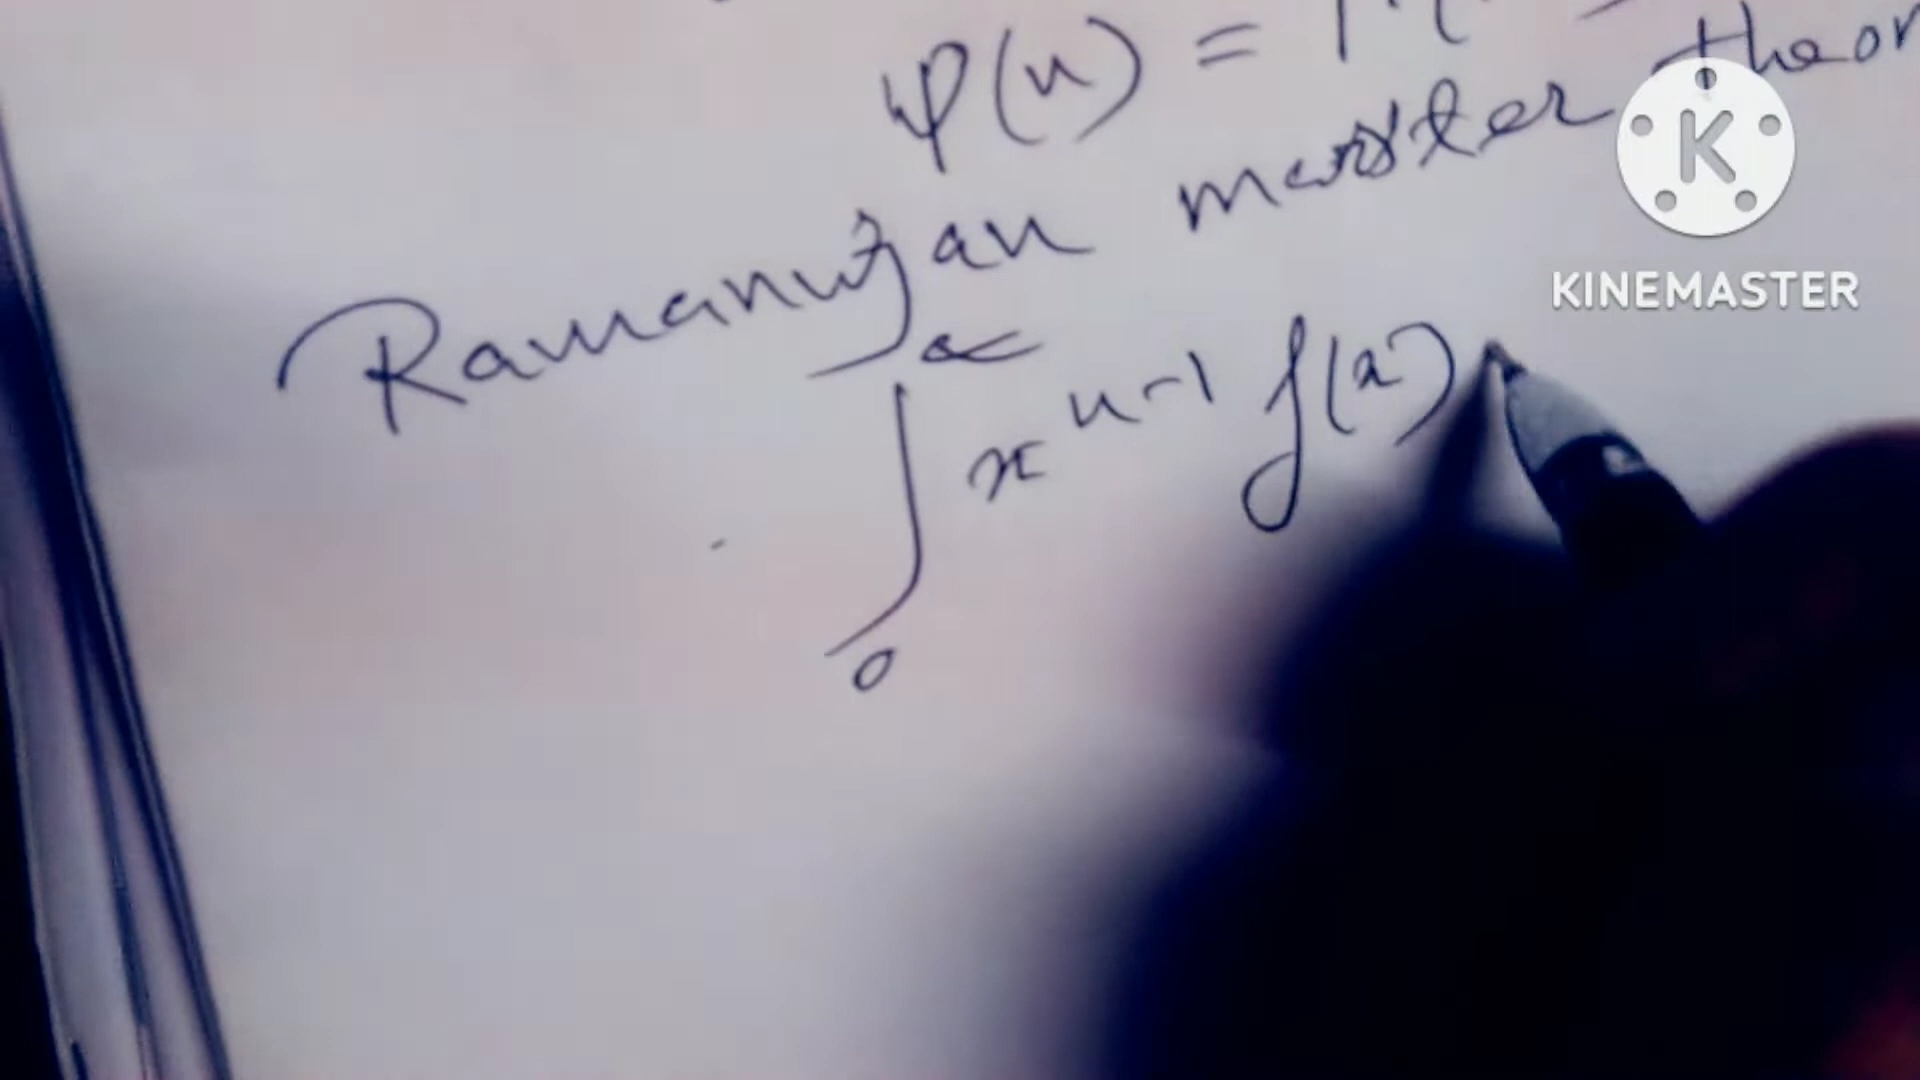 φ(n) =
Ramanujan master theor
∫₀^∝ x^{n-1} f(x)
K
KINEMASTER